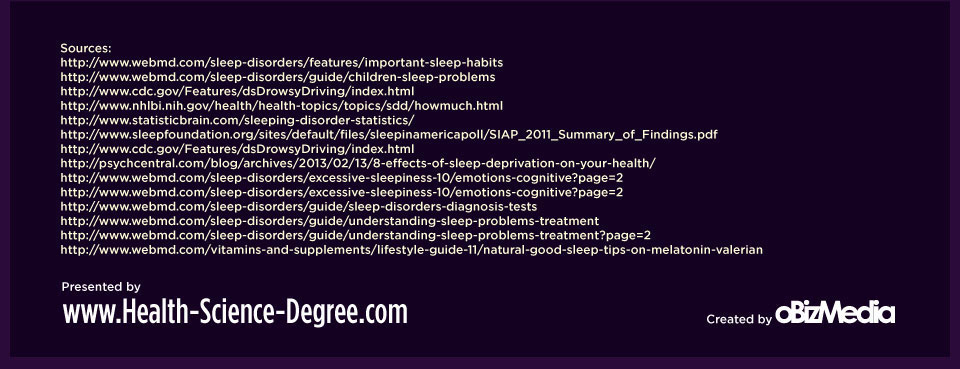 Sources:
http://www.webmd.com/sleep-disorders/features/important-sleep-habits
http://www.webmd.com/sleep-disorders/guide/children-sleep-problems
http://www.cdc.gov/Features/dsDrowsyDriving/index.html
http://www.nhlbi.nih.gov/health/health-topics/topics/sdd/howmuch.html
http://www.statisticbrain.com/sleeping-disorder-statistics/
http://www.sleepfoundation.org/sites/default/files/sleepinamericapoll/SIAP_2011_Summary_of_Findings.pdf
http://www.cdc.gov/Features/dsDrowsyDriving/index.html
http://psychcentral.com/blog/archives/2013/02/13/8-effects-of-sleep-deprivation-on-your-health/
http://www.webmd.com/sleep-disorders/excessive-sleepiness-10/emotions-cognitive?page=2
http://www.webmd.com/sleep-disorders/excessive-sleepiness-10/emotions-cognitive?page=2
http://www.webmd.com/sleep-disorders/guide/sleep-disorders-diagnosis-tests
http://www.webmd.com/sleep-disorders/guide/understanding-sleep-problems-treatment
http://www.webmd.com/sleep-disorders/guide/understanding-sleep-problems-treatment?page=2
http://www.webmd.com/vitamins-and-supplements/lifestyle-guide-11/natural-good-sleep-tips-on-melatonin-valerian
Presented by
www.Health-Science-Degree.com
Created by oBizMedia